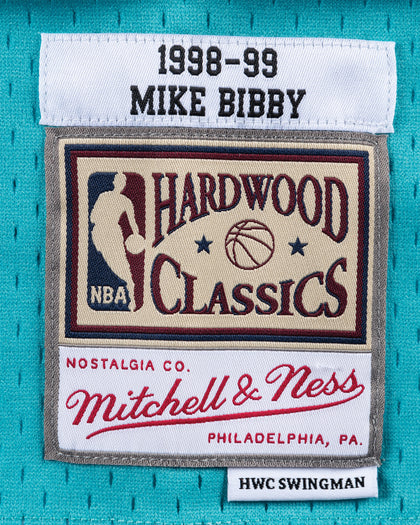 1998-99
MIKE BIBBY
HARDWOOD
NBA
CLASSICS
NOSTALGIA CO.
Mitchell & Ness
PHILADELPHIA, PA.
HWC SWINGMAN